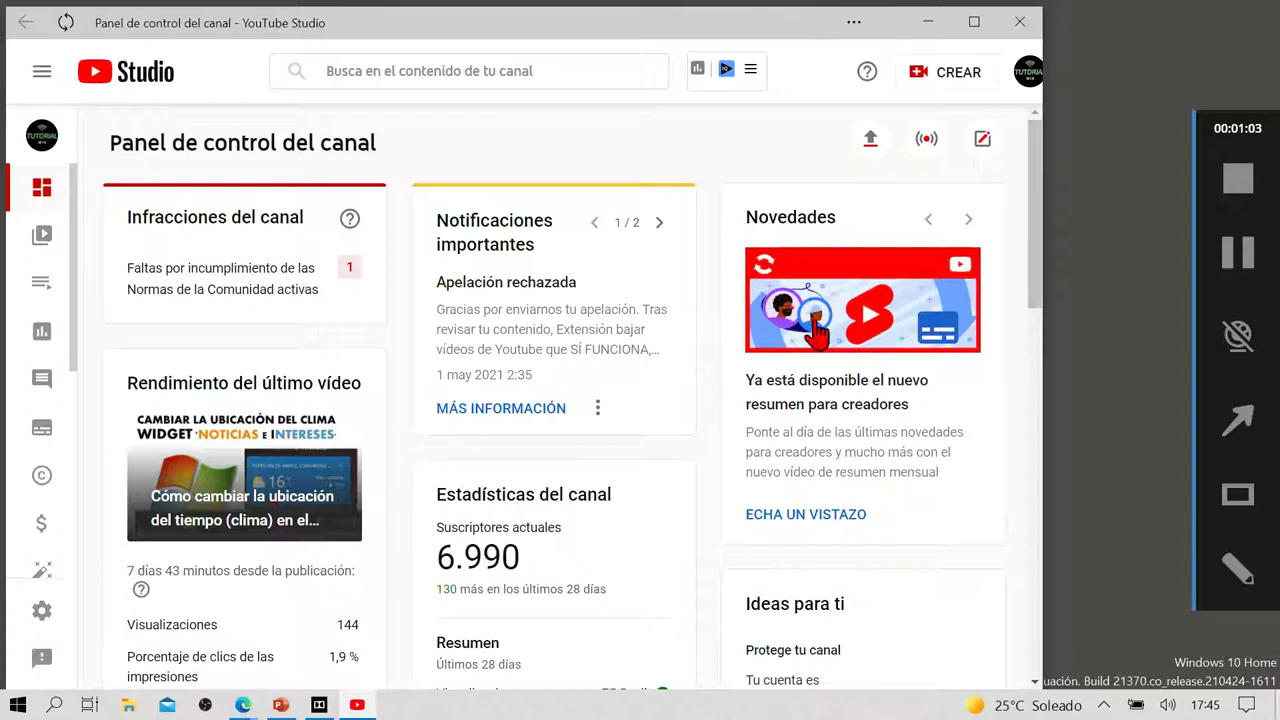 Panel de control del canal - YouTube Studio
Studio
Busca en el contenido de tu canal
CREAR
TUTORIAL
TUTORIAL
Panel de control del canal
Infracciones del canal
Faltas por incumplimiento de las
Normas de la Comunidad activas
1
Rendimiento del último vídeo
CAMBIAR LA UBICACIÓN DEL CLIMA
WIDGET "NOTICIAS e INTERESES"
16°C
Cómo cambiar la ubicación
del tiempo (clima) en el...
7 días 43 minutos desde la publicación:
Visualizaciones 144
Porcentaje de clics de las
impresiones
1,9 %
Notificaciones
importantes
1 / 2
Apelación rechazada
Gracias por enviarnos tu apelación. Tras
revisar tu contenido, Extensión bajar
vídeos de Youtube que SÍ FUNCIONA,...
1 may 2021 2:35
MÁS INFORMACIÓN
Estadísticas del canal
Suscriptores actuales
6.990
130 más en los últimos 28 días
Resumen
Últimos 28 días
Novedades
Ya está disponible el nuevo
resumen para creadores
Ponte al día de las últimas novedades
para creadores y mucho más con el
nuevo vídeo de resumen mensual
ECHA UN VISTAZO
Ideas para ti
Protege tu canal
Tu cuenta es
00:01:03
Windows 10 Home
uación. Build 21370.co_release.210424-1611
25°C Soleado
17:45